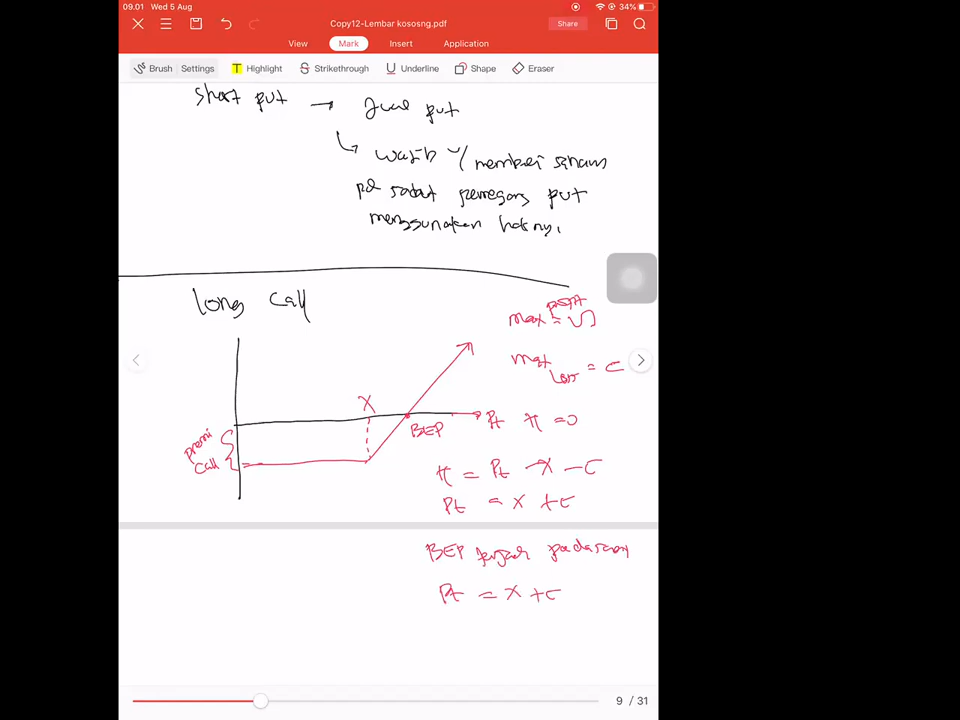 09.01 Wed 5 Aug
34%
Copy12-Lembar kososng.pdf
Share
View Mark Insert Application
Brush Settings Highlight Strikethrough Underline Shape Eraser
short put → Jual put
wajib u/ membeli saham
pd saat pemegang put
menggunakan haknya
long call
profit
max = ∞
max loss = C
X
BEP
Pt π = 0
premi
call
π = Pt - X - C
Pt = X + C
BEP terjadi pada saat
Pt = X + C
9 / 31